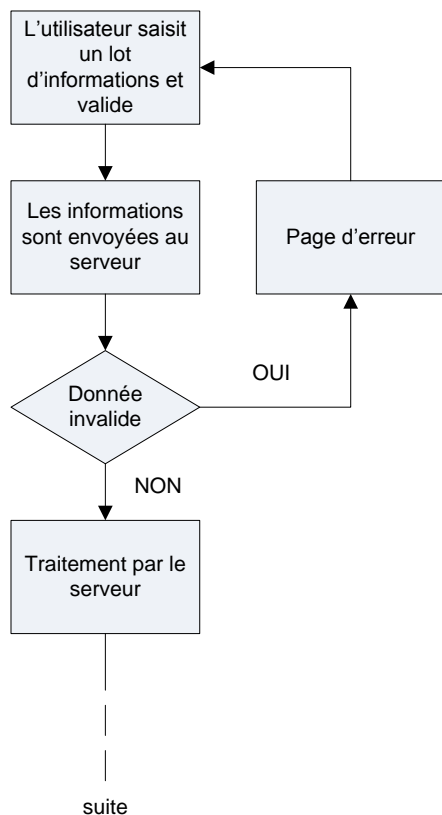 L’utilisateur saisit
un lot
d’informations et
valide
Les informations
sont envoyées au
serveur
Page d’erreur
OUI
Donnée
invalide
NON
Traitement par le
serveur
suite